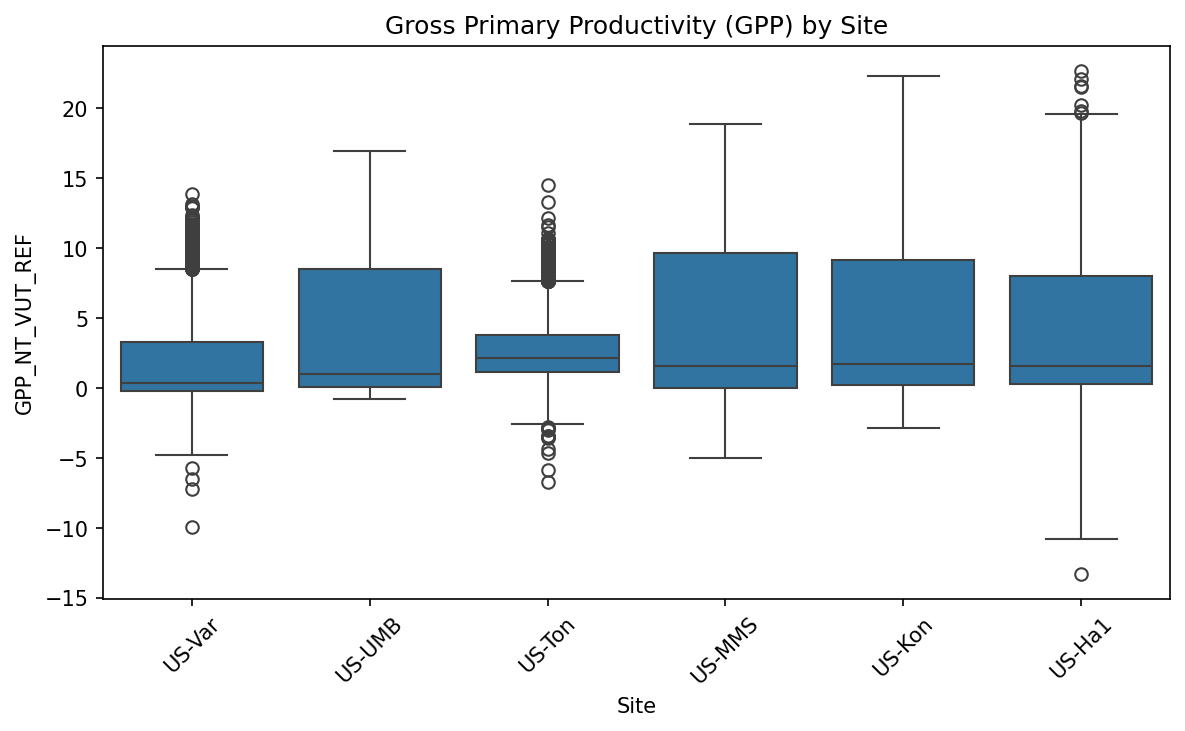 Gross Primary Productivity (GPP) by Site
GPP_NT_VUT_REF
20
15
10
5
0
−5
−10
−15
US-Var
US-UMB
US-Ton
US-MMS
US-Kon
US-Ha1
Site